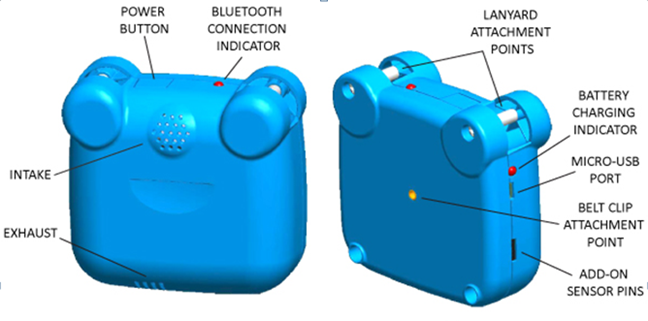 POWER
BUTTON
BLUETOOTH
CONNECTION
INDICATOR
INTAKE
EXHAUST
LANYARD
ATTACHMENT
POINTS
BATTERY
CHARGING
INDICATOR
MICRO-USB
PORT
BELT CLIP
ATTACHMENT
POINT
ADD-ON
SENSOR PINS